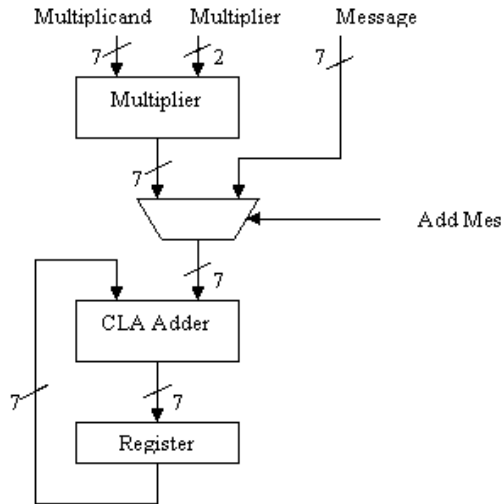 Multiplicand Multiplier Message
7 2 7
Multiplier
7
Add Mes
7
CLA Adder
7 7
Register